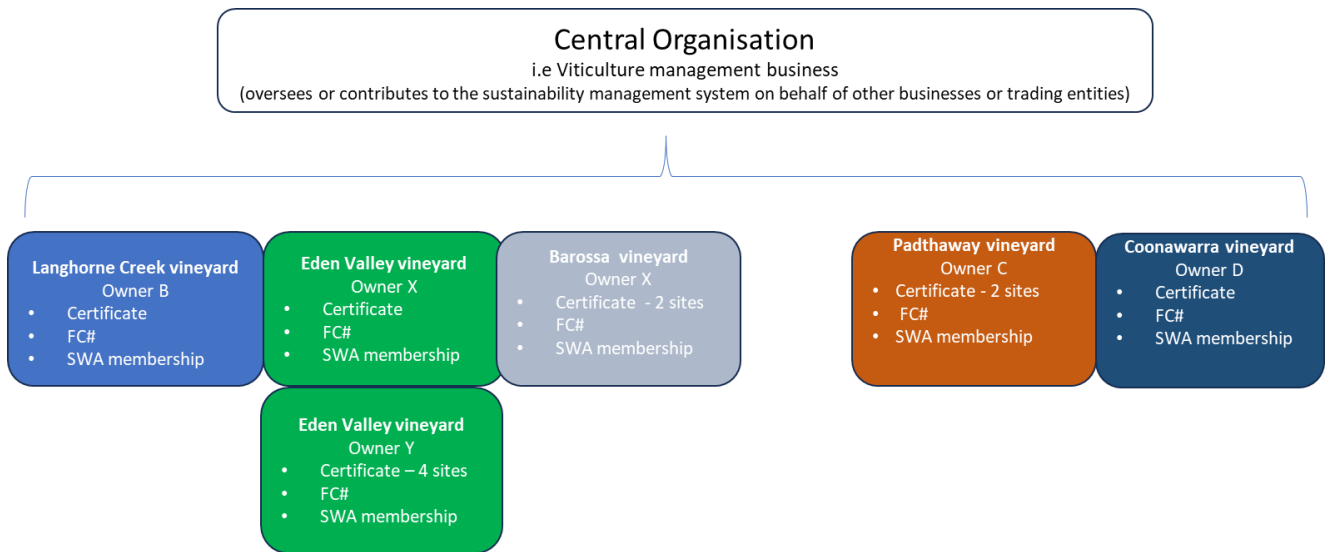 Central Organisation
i.e Viticulture management business
(oversees or contributes to the sustainability management system on behalf of other businesses or trading entities)
Langhorne Creek vineyard
Owner B
• Certificate
• FC#
• SWA membership
Eden Valley vineyard
Owner X
• Certificate
• FC#
• SWA membership
Barossa  vineyard
Owner X
• Certificate  - 2 sites
• FC#
• SWA membership
Padthaway vineyard
Owner C
• Certificate - 2 sites
• FC#
• SWA membership
Coonawarra vineyard
Owner D
• Certificate
• FC#
• SWA membership
Eden Valley vineyard
Owner Y
• Certificate – 4 sites
• FC#
• SWA membership